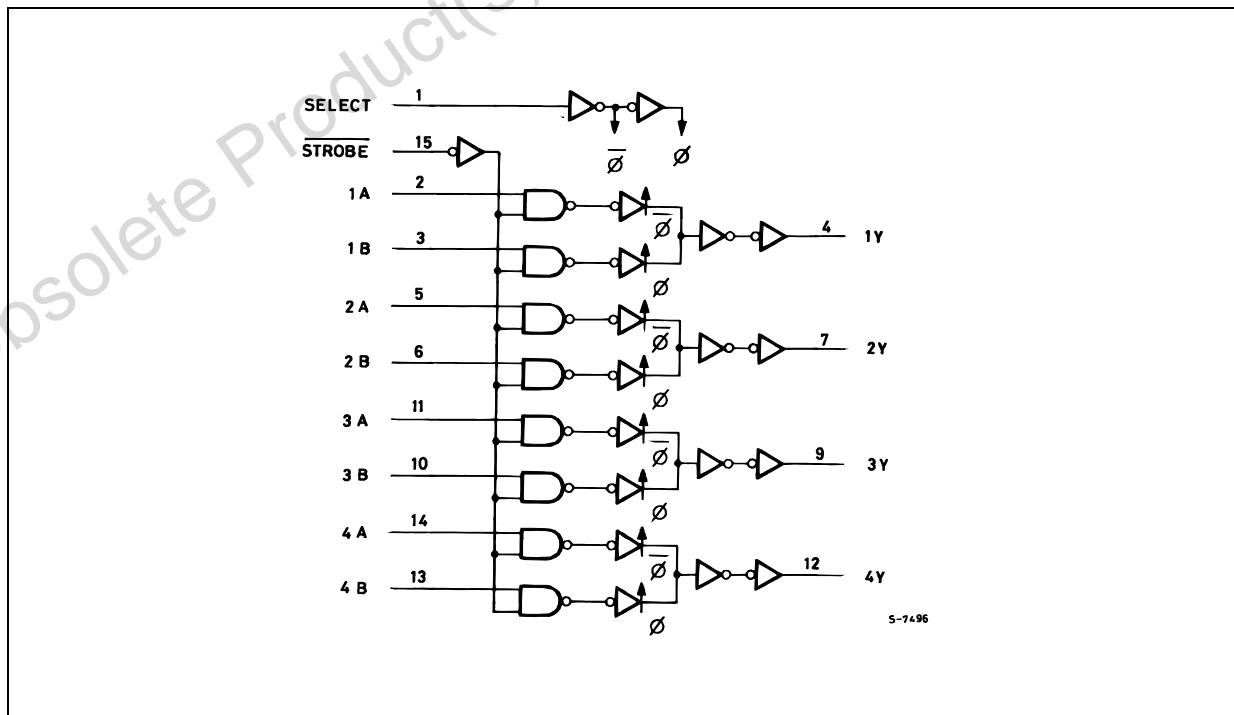 bsolete Product(s)
SELECT 1
STROBE 15
Ø Ø
1A 2
Ø
4 1Y
1B 3
Ø
2A 5
Ø
7 2Y
2B 6
Ø
3A 11
Ø
9 3Y
3B 10
Ø
4A 14
Ø
12 4Y
4B 13
Ø
S-7496